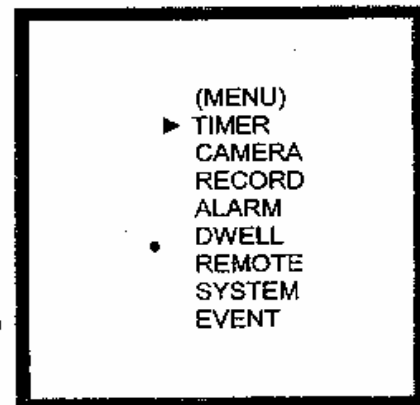 (MENU)
► TIMER
CAMERA
RECORD
ALARM
DWELL
REMOTE
SYSTEM
EVENT